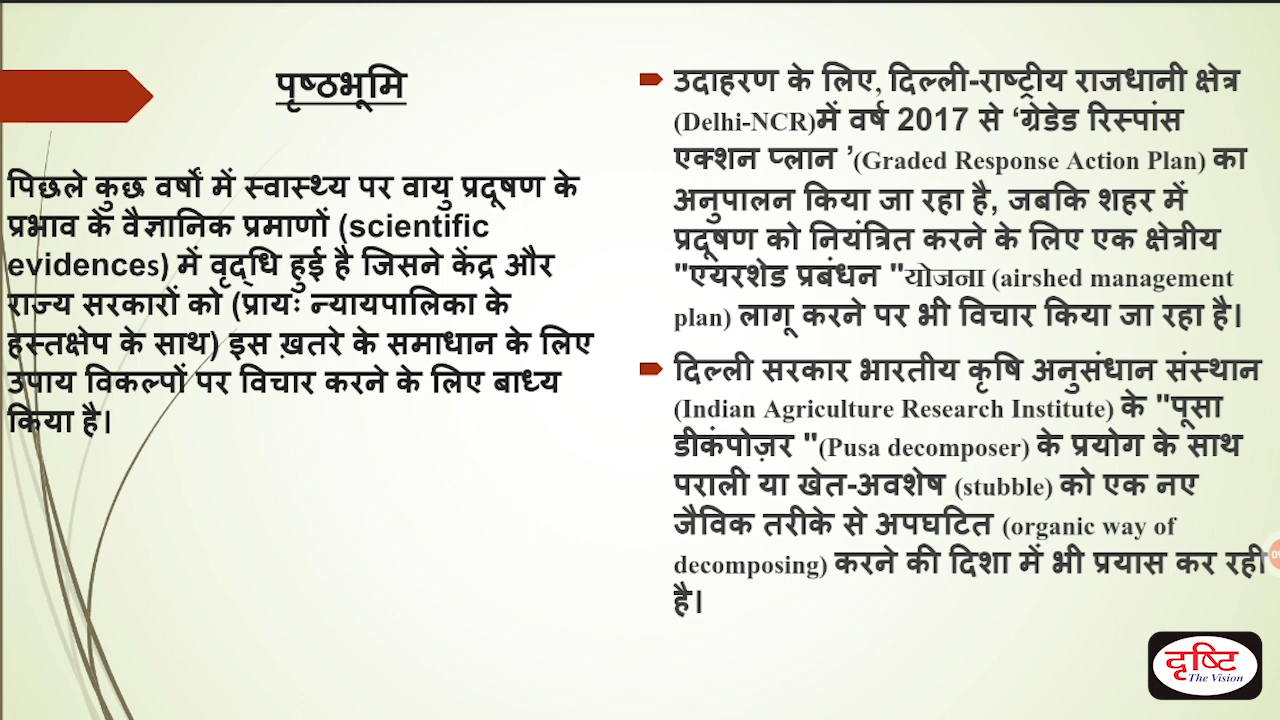 पृष्ठभूमि
पिछले कुछ वर्षों में स्वास्थ्य पर वायु प्रदूषण के
प्रभाव के वैज्ञानिक प्रमाणों (scientific
evidences) में वृद्धि हुई है जिसने केंद्र और
राज्य सरकारों को (प्रायः न्यायपालिका के
हस्तक्षेप के साथ) इस ख़तरे के समाधान के लिए
उपाय विकल्पों पर विचार करने के लिए बाध्य
किया है।
उदाहरण के लिए, दिल्ली-राष्ट्रीय राजधानी क्षेत्र
(Delhi-NCR)में वर्ष 2017 से ‘ग्रेडेड रिस्पांस
एक्शन प्लान ’(Graded Response Action Plan) का
अनुपालन किया जा रहा है, जबकि शहर में
प्रदूषण को नियंत्रित करने के लिए एक क्षेत्रीय
"एयरशेड प्रबंधन "योजना (airshed management
plan) लागू करने पर भी विचार किया जा रहा है।
दिल्ली सरकार भारतीय कृषि अनुसंधान संस्थान
(Indian Agriculture Research Institute) के "पूसा
डीकंपोज़र "(Pusa decomposer) के प्रयोग के साथ
पराली या खेत-अवशेष (stubble) को एक नए
जैविक तरीके से अपघटित (organic way of
decomposing) करने की दिशा में भी प्रयास कर रही
है।
दृष्टि
The Vision